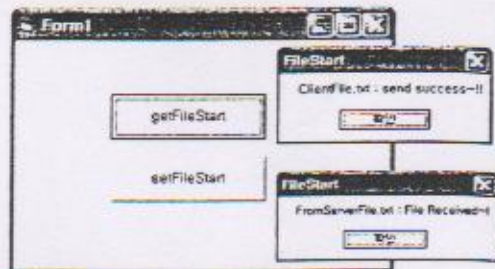 Form1
FileStart
ClientFile.txt - send success~!!
getFileStart
setFileStart
FileStart
FromServerFile.txt : File Received~!